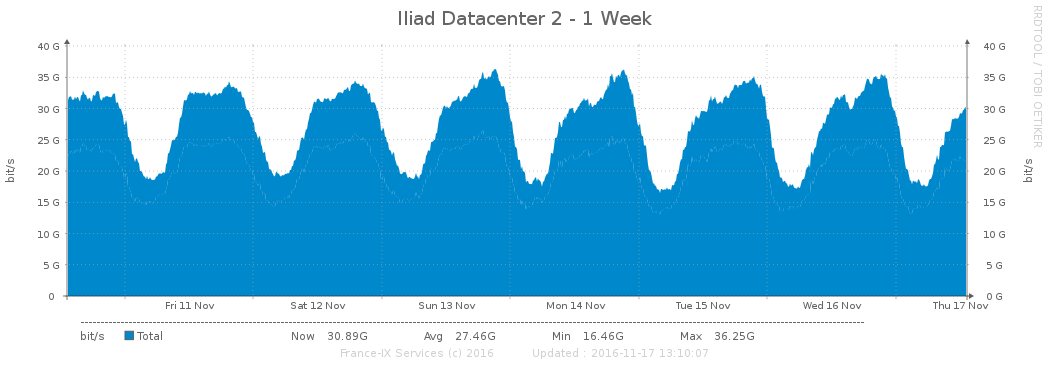 Iliad Datacenter 2 - 1 Week
RRDTOOL / TOBI OETIKER
bit/s
40 G
35 G
30 G
25 G
20 G
15 G
10 G
5 G
0
40 G
35 G
30 G
25 G
20 G
15 G
10 G
5 G
0 G
bit/s
Fri 11 Nov Sat 12 Nov Sun 13 Nov Mon 14 Nov Tue 15 Nov Wed 16 Nov Thu 17 Nov
bit/s Total Now 30.89G Avg 27.46G Min 16.46G Max 36.25G
France-IX Services (c) 2016 Updated : 2016-11-17 13:10:07